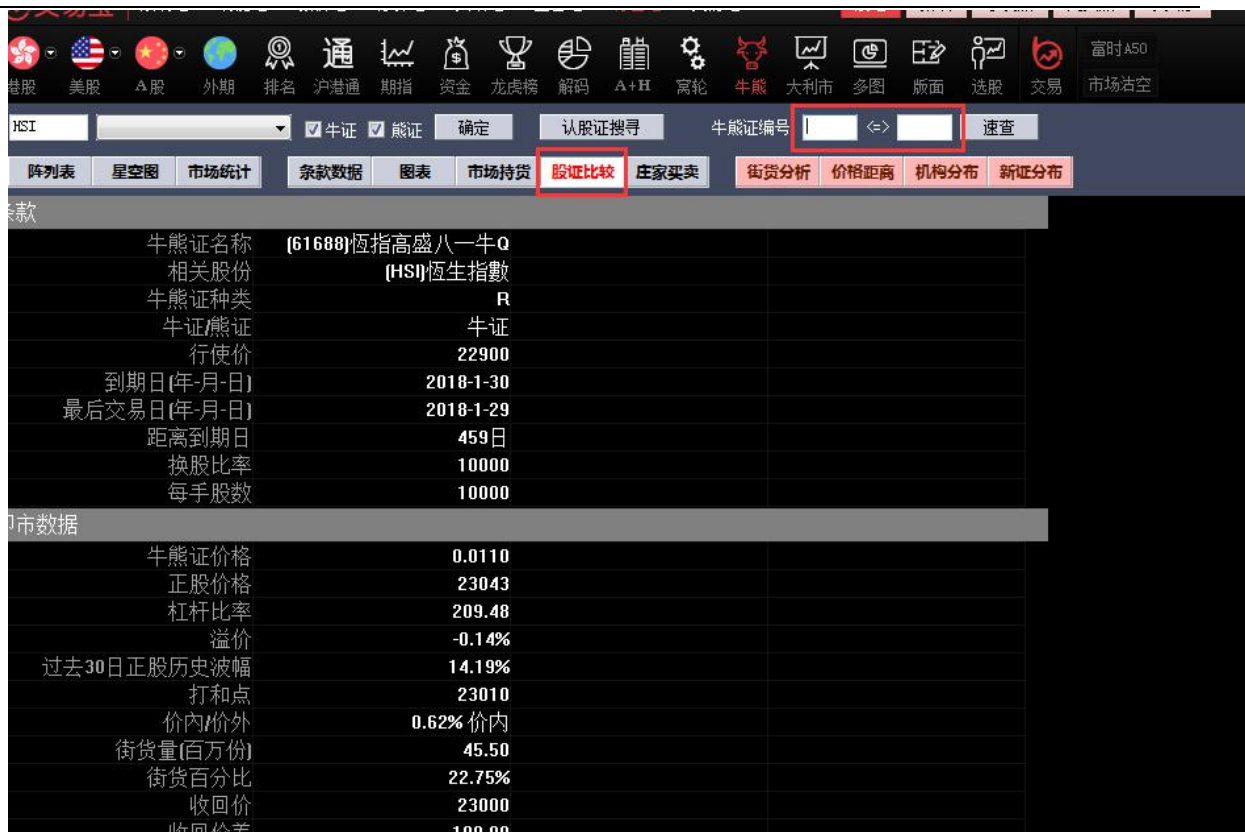 港股 美股 A股 外期 排名 沪港通 期指 资金 龙虎榜 解码 A+H 窝轮 牛熊 大利市 多图 版面 选股 交易 富时A50
市场沽空
HSI 牛证 熊证 确定 认股证搜寻 牛熊证编号 <=> 速查
阵列表 星空图 市场统计 条款数据 图表 市场持货 股证比较 庄家买卖 街货分析 价格距离 机构分布 新证分布
条款
牛熊证名称 (61688)恆指高盛八一牛Q
相关股份 (HSI)恆生指數
牛熊证种类 R
牛证/熊证 牛证
行使价 22900
到期日(年-月-日) 2018-1-30
最后交易日(年-月-日) 2018-1-29
距离到期日 459日
换股比率 10000
每手股数 10000
即市数据
牛熊证价格 0.0110
正股价格 23043
杠杆比率 209.48
溢价 -0.14%
过去30日正股历史波幅 14.19%
打和点 23010
价内/价外 0.62% 价内
街货量(百万份) 45.50
街货百分比 22.75%
收回价 23000
收回价差